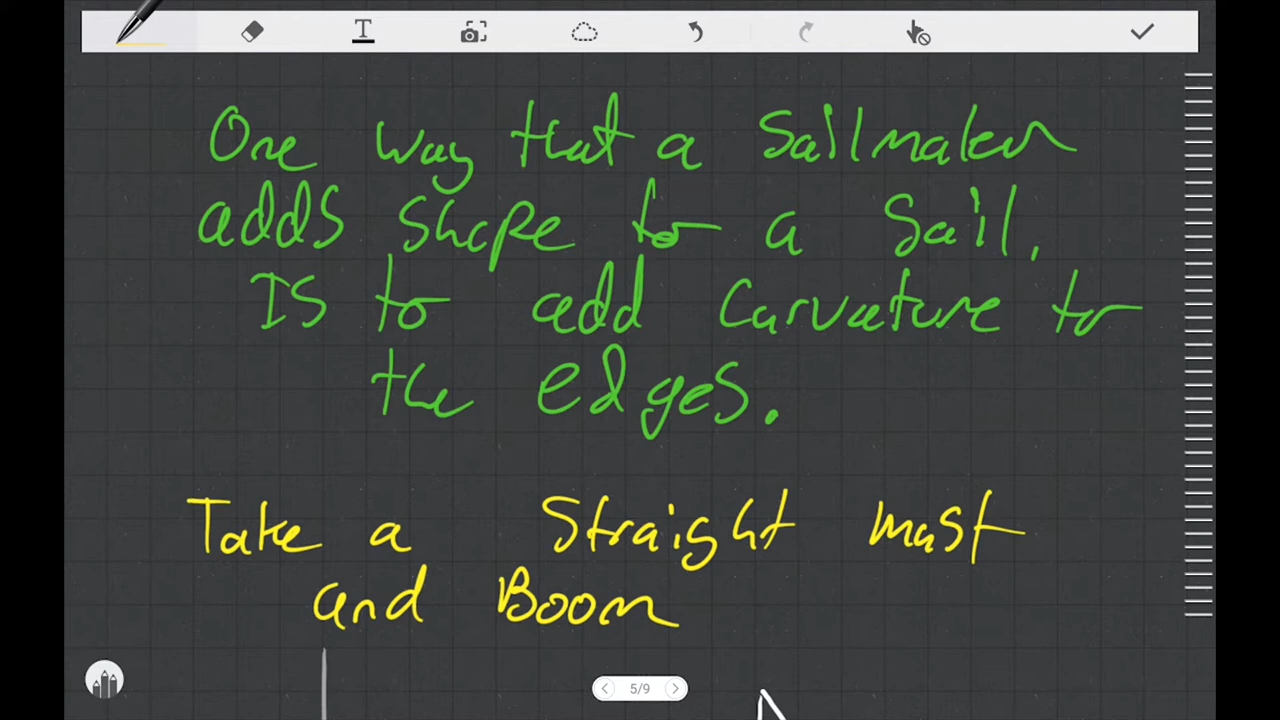 T
One way that a Sailmaker
adds shape to a Sail,
IS to add Curvature to
the edges.
Take a Straight mast
and Boom
5/9